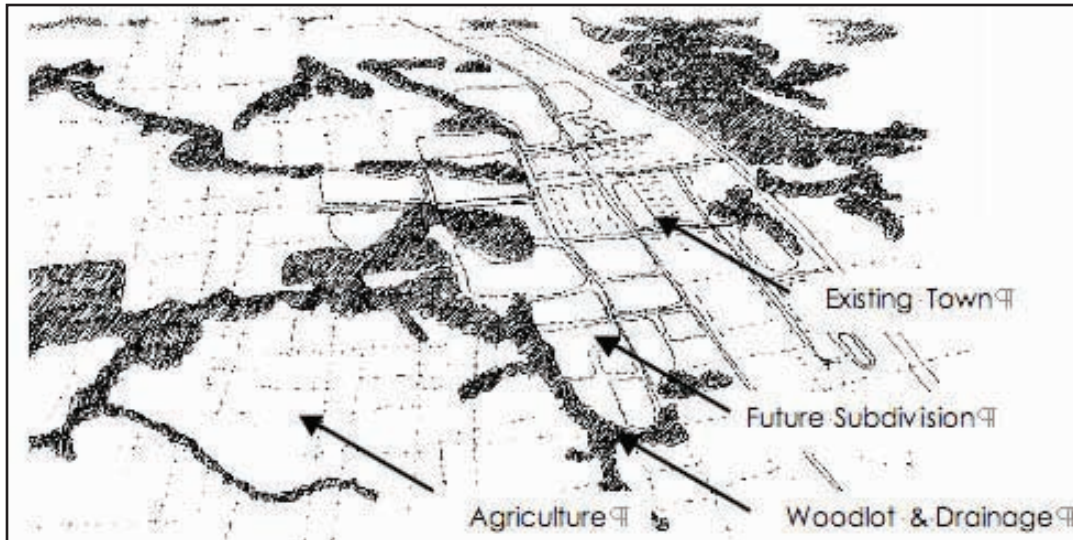 Existing Town¶
Future Subdivision¶
Agriculture¶
Woodlot & Drainage¶